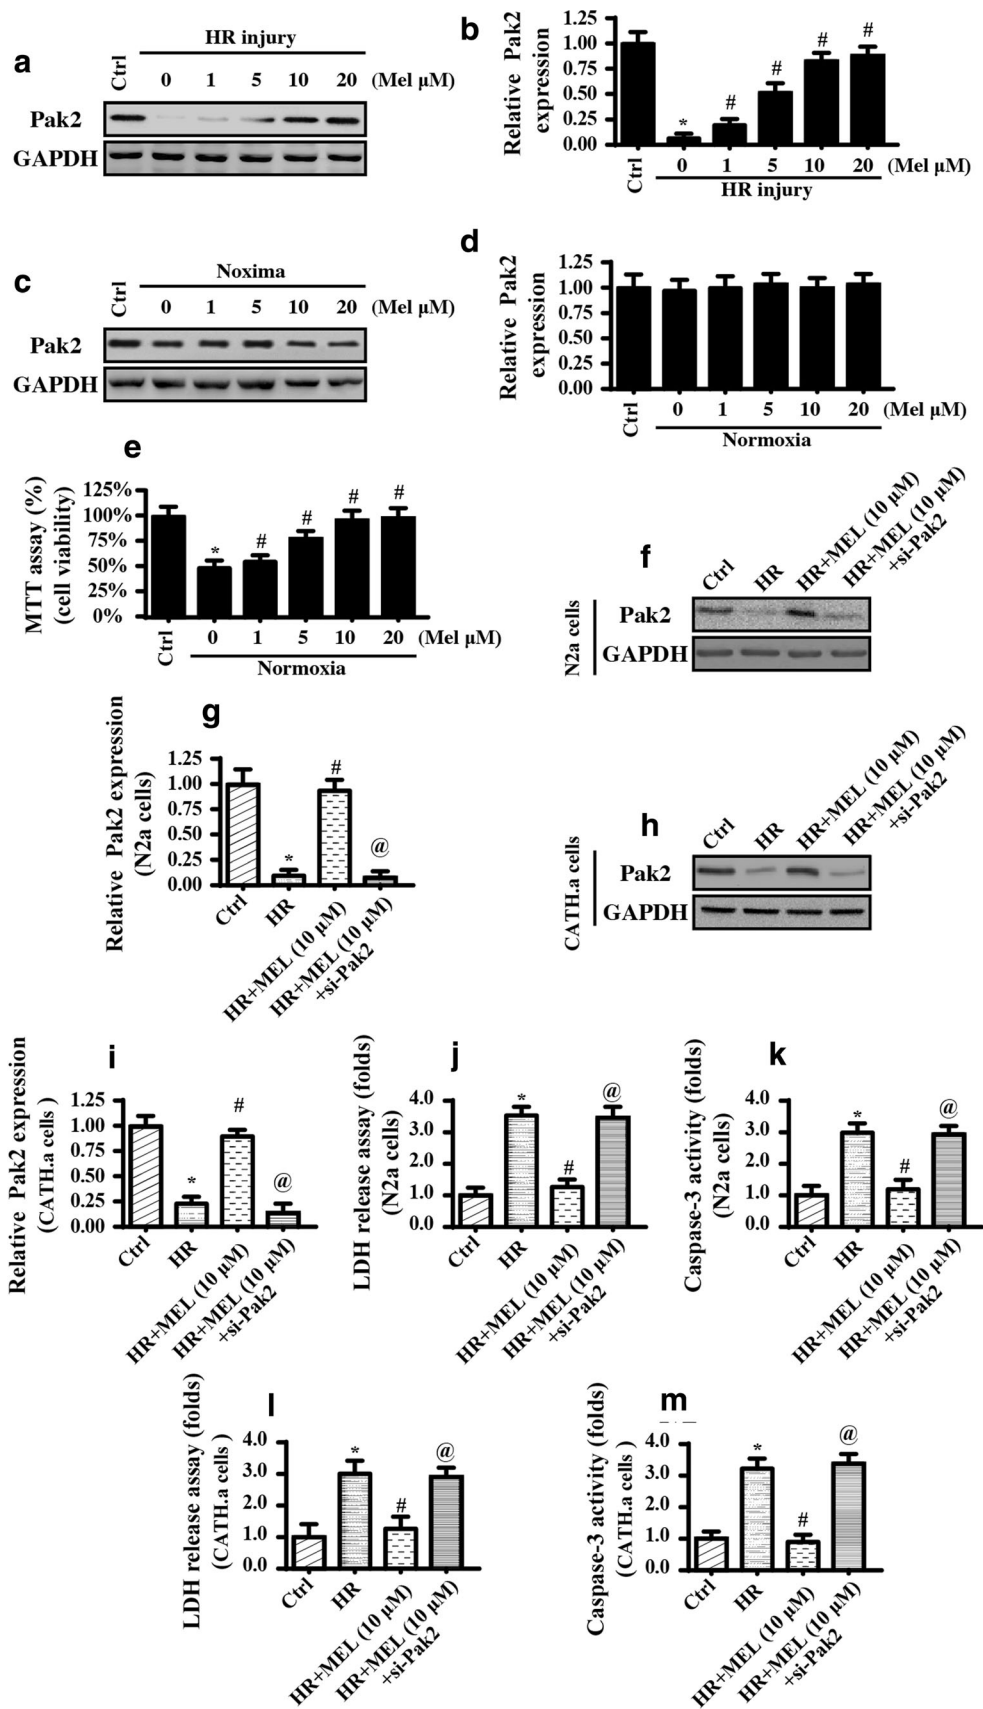 a
HR injury
Ctrl 0 1 5 10 20 (Mel µM)
Pak2
GAPDH
b
Relative Pak2
expression
1.25
1.00
0.75
0.50
0.25
0.00
* # # # #
Ctrl 0 1 5 10 20 (Mel µM)
HR injury
c
Noxima
Ctrl 0 1 5 10 20 (Mel µM)
Pak2
GAPDH
d
Relative Pak2
expression
1.25
1.00
0.75
0.50
0.25
0.00
Ctrl 0 1 5 10 20 (Mel µM)
Normoxia
e
MTT assay (%)
(cell viability)
125%
100%
75%
50%
25%
0%
* # # # #
Ctrl 0 1 5 10 20 (Mel µM)
Normoxia
f
Ctrl
HR
HR+MEL (10 µM)
HR+MEL (10 µM)
+si-Pak2
N2a cells
Pak2
GAPDH
g
Relative Pak2 expression
(N2a cells)
1.25
1.00
0.75
0.50
0.25
0.00
* # @
Ctrl
HR
HR+MEL (10 µM)
HR+MEL (10 µM)
+si-Pak2
h
Ctrl
HR
HR+MEL (10 µM)
HR+MEL (10 µM)
+si-Pak2
CATH.a cells
Pak2
GAPDH
i
Relative Pak2 expression
(CATH.a cells )
1.25
1.00
0.75
0.50
0.25
0.00
* # @
Ctrl
HR
HR+MEL (10 µM)
HR+MEL (10 µM)
+si-Pak2
j
LDH release assay (folds)
(N2a cells)
4.0
3.0
2.0
1.0
0.0
* # @
Ctrl
HR
HR+MEL (10 µM)
HR+MEL (10 µM)
+si-Pak2
k
Caspase-3 activity (folds)
(N2a cells)
4.0
3.0
2.0
1.0
0.0
* # @
Ctrl
HR
HR+MEL (10 µM)
HR+MEL (10 µM)
+si-Pak2
l
LDH release assay (folds)
(CATH.a cells )
4.0
3.0
2.0
1.0
0.0
* # @
Ctrl
HR
HR+MEL (10 µM)
HR+MEL (10 µM)
+si-Pak2
m
Caspase-3 activity (folds)
(CATH.a cells )
4.0
3.0
2.0
1.0
0.0
* # @
Ctrl
HR
HR+MEL (10 µM)
HR+MEL (10 µM)
+si-Pak2